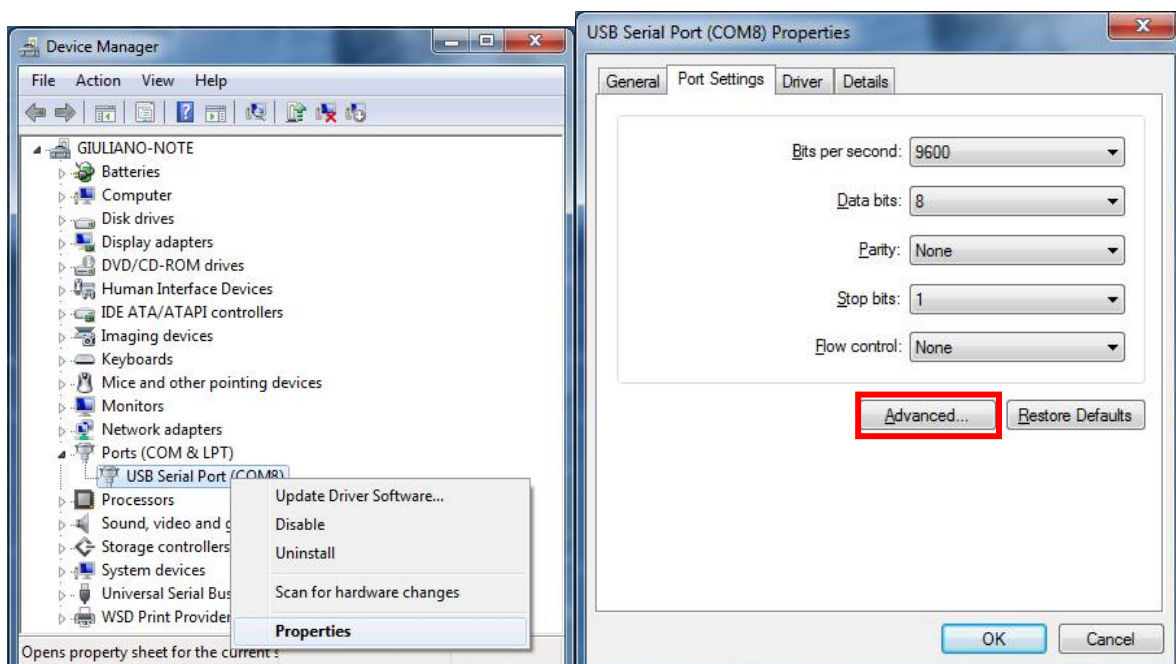 Device Manager
File Action View Help
GIULIANO-NOTE
Batteries
Computer
Disk drives
Display adapters
DVD/CD-ROM drives
Human Interface Devices
IDE ATA/ATAPI controllers
Imaging devices
Keyboards
Mice and other pointing devices
Monitors
Network adapters
Ports (COM & LPT)
USB Serial Port (COM8)
Processors
Sound, video and g
Storage controllers
System devices
Universal Serial Bus
WSD Print Provider
Update Driver Software...
Disable
Uninstall
Scan for hardware changes
Properties
Opens property sheet for the current s
USB Serial Port (COM8) Properties
General Port Settings Driver Details
Bits per second: 9600
Data bits: 8
Parity: None
Stop bits: 1
Flow control: None
Advanced... Restore Defaults
OK Cancel